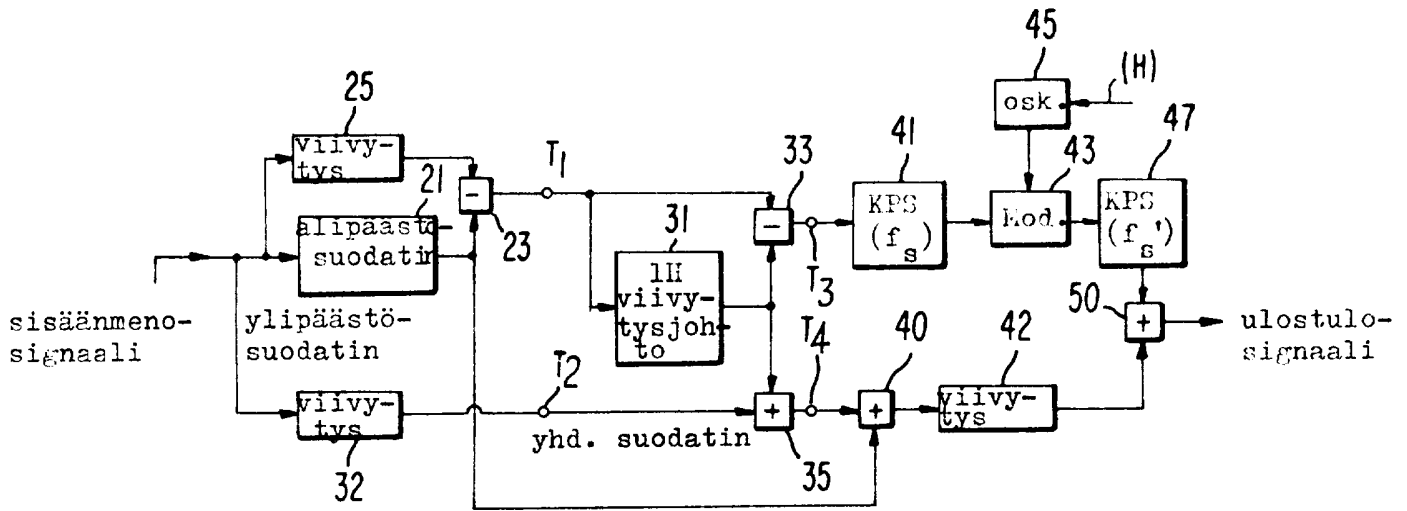 45
(H)
osk
47
25
viivy-
tys
21
T1
33
41
43
-
alipäästö-
suodatin
23
31
-
KPS
(fs)
Mod.
KPS
(fs')
1H
viivy-
tysjoh-
to
T3
50
sisäänmeno-
signaali
ylipäästö-
suodatin
T4
40
42
+
ulostulo-
signaali
viivy-
tys
T2
+
+
viivy-
tys
yhd. suodatin
32
35